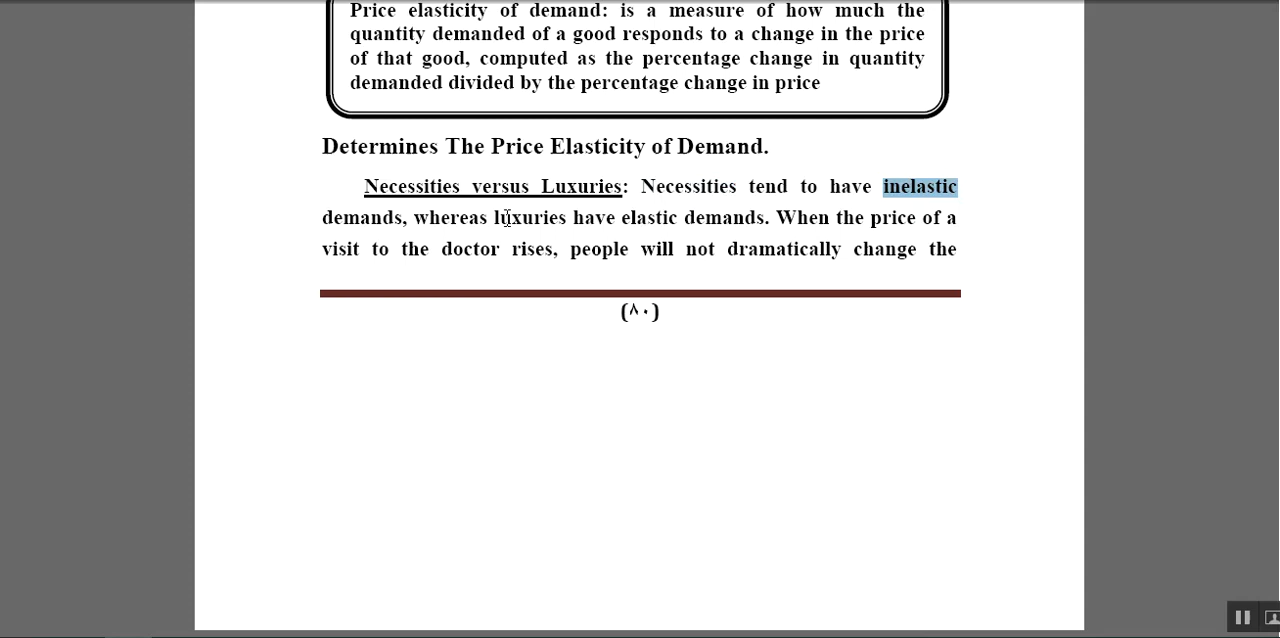 Price elasticity of demand: is a measure of how much the
quantity demanded of a good responds to a change in the price
of that good, computed as the percentage change in quantity
demanded divided by the percentage change in price
Determines The Price Elasticity of Demand.
Necessities versus Luxuries: Necessities tend to have inelastic
demands, whereas luxuries have elastic demands. When the price of a
visit to the doctor rises, people will not dramatically change the
(٨٠)